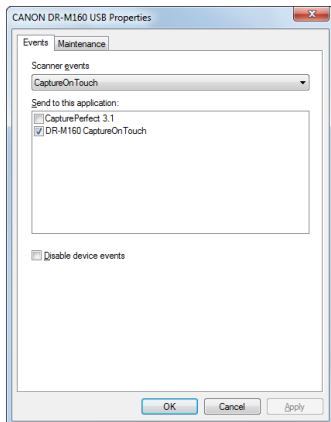 CANON DR-M160 USB Properties
Events Maintenance
Scanner events
CaptureOnTouch
Send to this application:
CapturePerfect 3.1
DR-M160 CaptureOnTouch
Disable device events
OK Cancel Apply